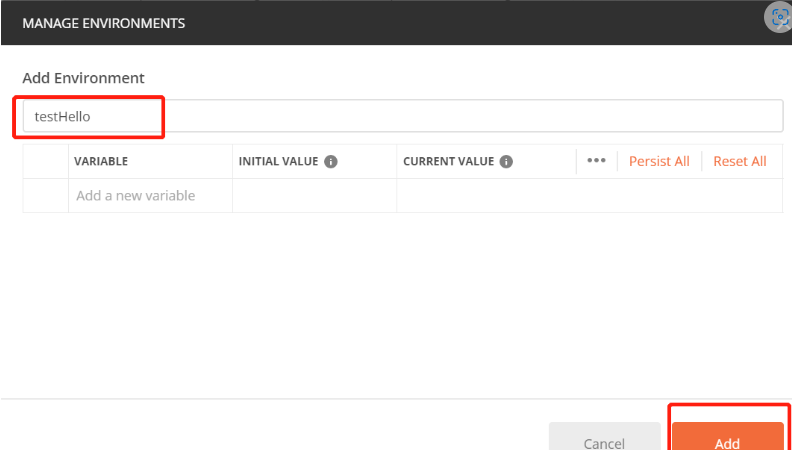 MANAGE ENVIRONMENTS
Add Environment
testHello
VARIABLE INITIAL VALUE CURRENT VALUE ••• Persist All Reset All
Add a new variable
Cancel Add